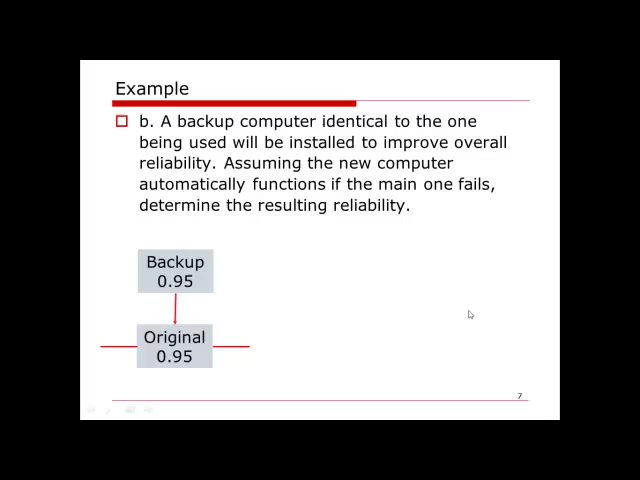 Example
b. A backup computer identical to the one
being used will be installed to improve overall
reliability. Assuming the new computer
automatically functions if the main one fails,
determine the resulting reliability.
Backup
0.95
Original
0.95
7